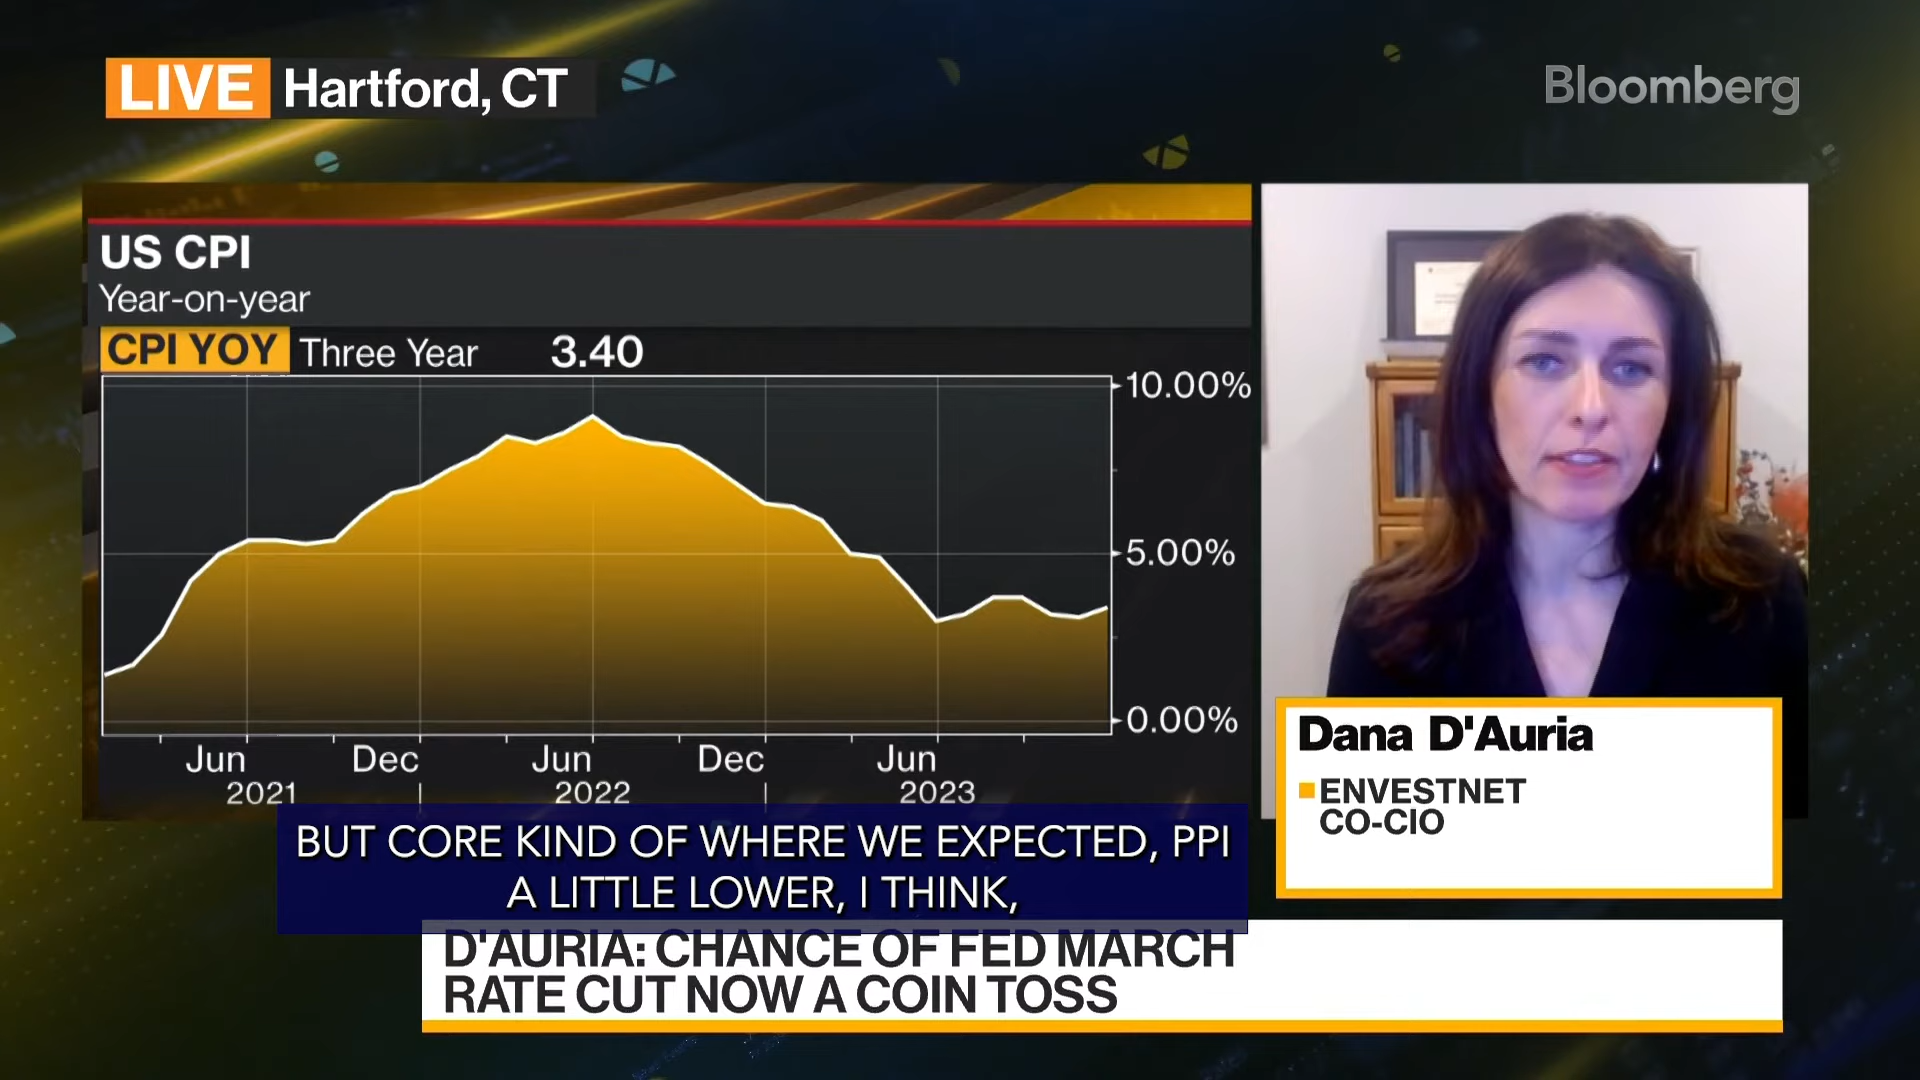 LIVE Hartford, CT
Bloomberg
US CPI
Year-on-year
CPI YOY Three Year 3.40
10.00%
5.00%
0.00%
Jun Dec Jun Dec Jun
2021 2022 2023
Dana D'Auria
ENVESTNET
CO-CIO
BUT CORE KIND OF WHERE WE EXPECTED, PPI
A LITTLE LOWER, I THINK,
D'AURIA: CHANCE OF FED MARCH
RATE CUT NOW A COIN TOSS